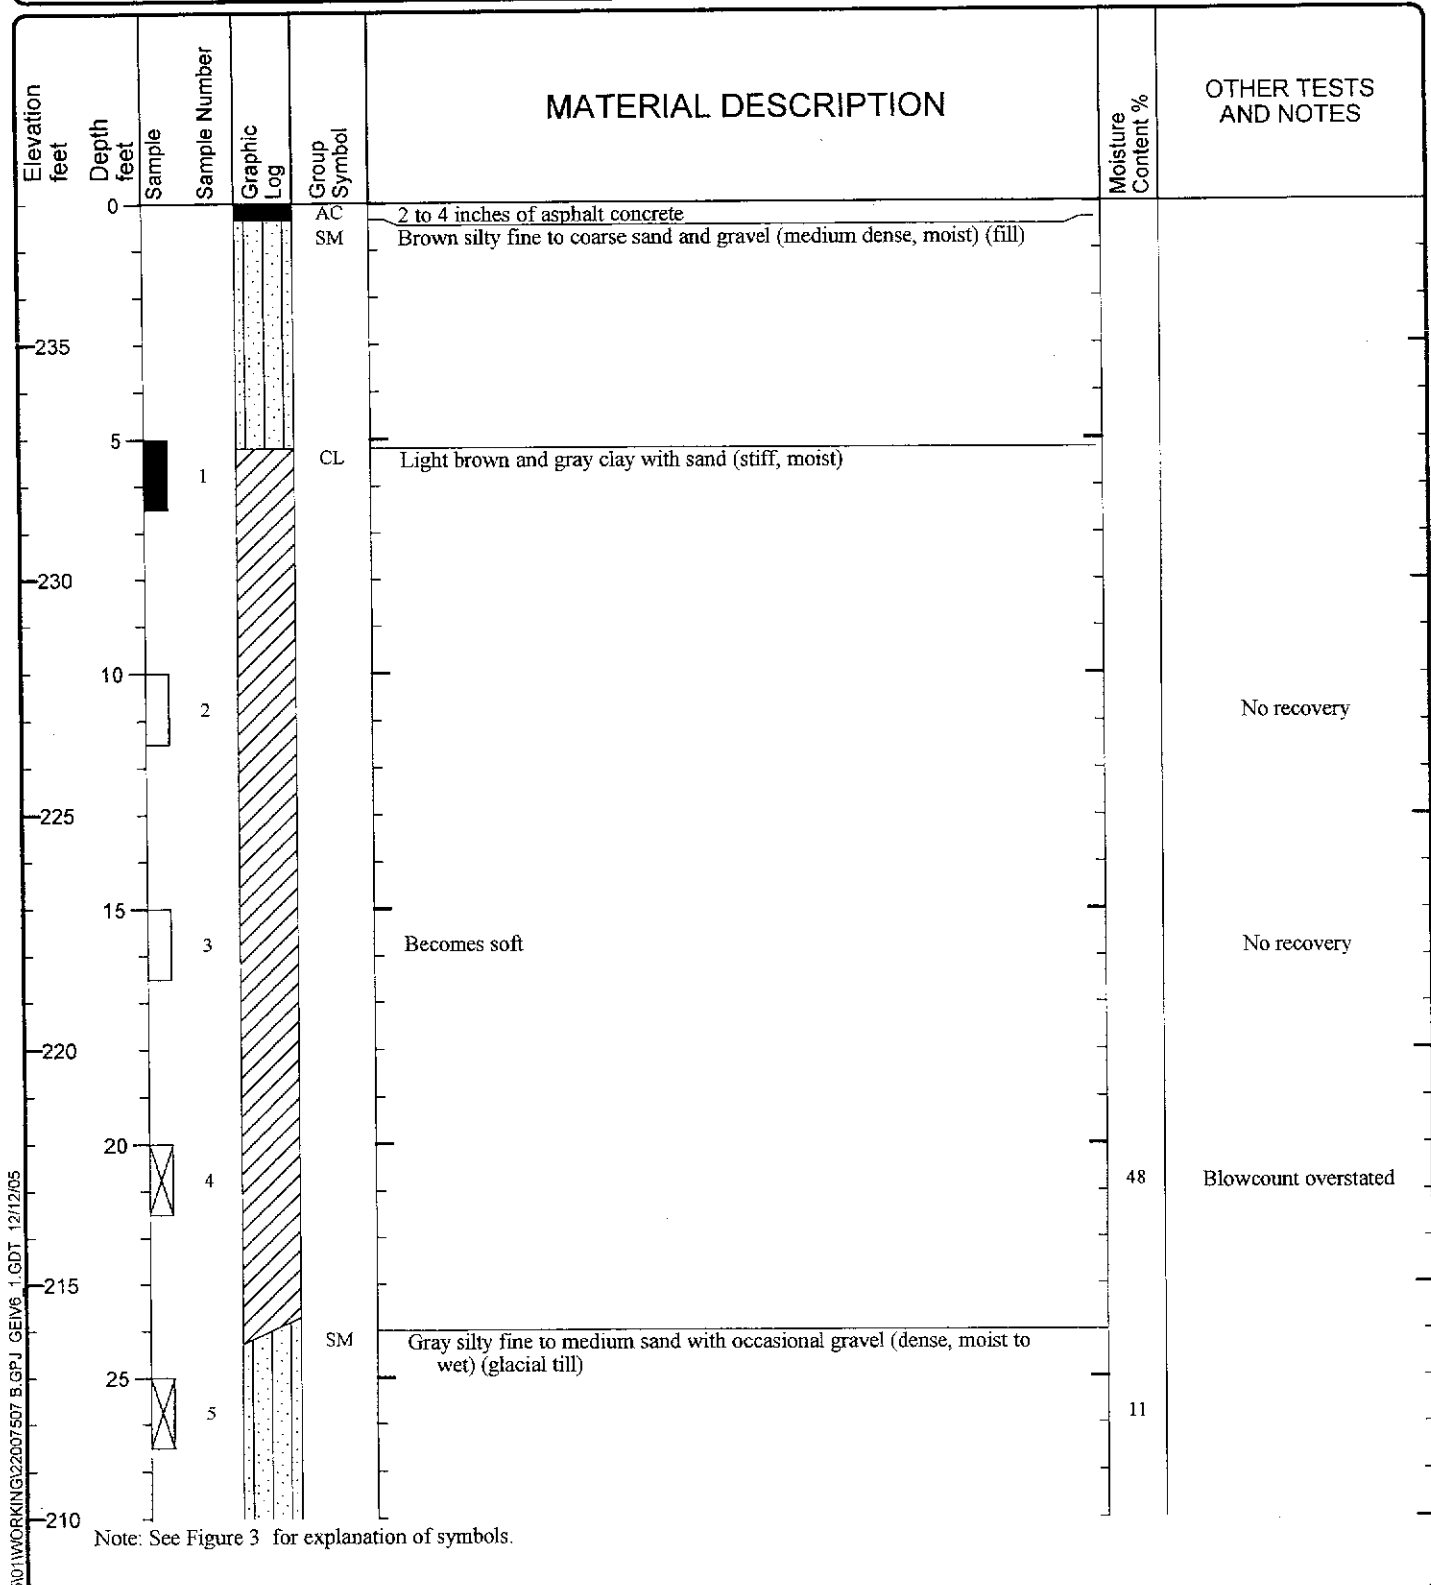 Elevation
feet
Depth
feet
Sample
Sample Number
Graphic
Log
Group
Symbol
MATERIAL DESCRIPTION
Moisture
Content %
OTHER TESTS
AND NOTES
0
AC
2 to 4 inches of asphalt concrete
SM
Brown silty fine to coarse sand and gravel (medium dense, moist) (fill)
235
5
CL
Light brown and gray clay with sand (stiff, moist)
1
230
10
2
No recovery
225
15
3
Becomes soft
No recovery
220
20
4
48
Blowcount overstated
215
SM
Gray silty fine to medium sand with occasional gravel (dense, moist to
wet) (glacial till)
25
5
11
210
Note: See Figure 3 for explanation of symbols.
01\WORKING\22007507 B.GPJ GEIV6_1.GDT 12/12/05